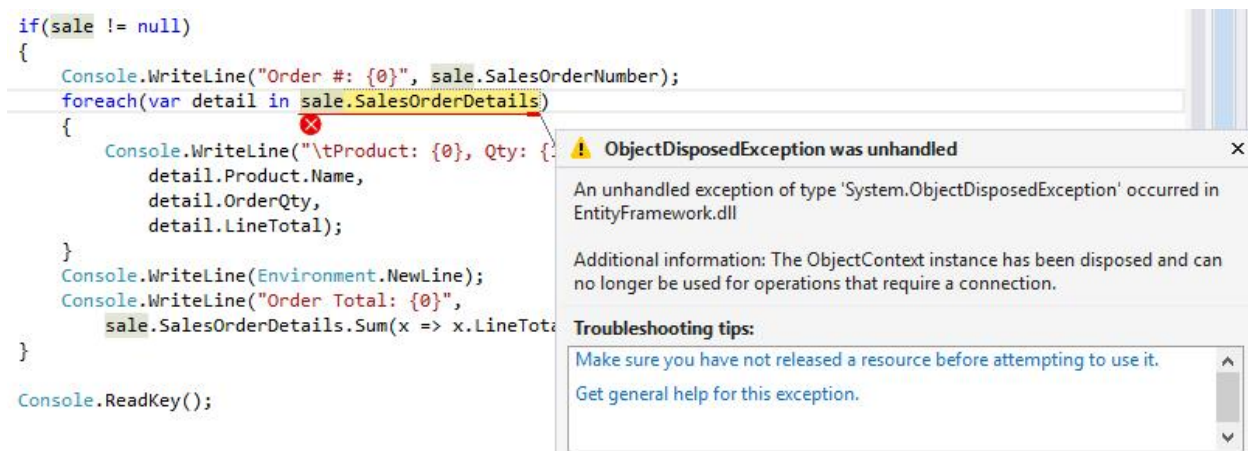 if(sale != null)
{
Console.WriteLine("Order #: {0}", sale.SalesOrderNumber);
foreach(var detail in sale.SalesOrderDetails)
{
Console.WriteLine("\tProduct: {0}, Qty: {
detail.Product.Name,
detail.OrderQty,
detail.LineTotal);
}
Console.WriteLine(Environment.NewLine);
Console.WriteLine("Order Total: {0}",
sale.SalesOrderDetails.Sum(x => x.LineTota
}
Console.ReadKey();
ObjectDisposedException was unhandled
An unhandled exception of type 'System.ObjectDisposedException' occurred in
EntityFramework.dll
Additional information: The ObjectContext instance has been disposed and can
no longer be used for operations that require a connection.
Troubleshooting tips:
Make sure you have not released a resource before attempting to use it.
Get general help for this exception.